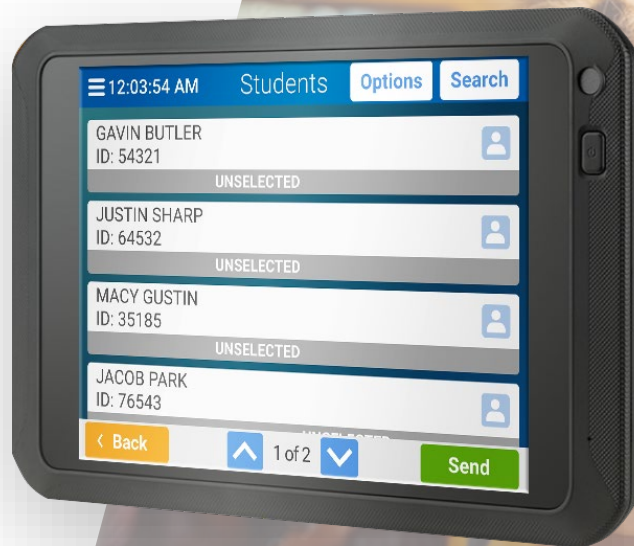 12:03:54 AM Students Options Search
GAVIN BUTLER
ID: 54321
UNSELECTED
JUSTIN SHARP
ID: 64532
UNSELECTED
MACY GUSTIN
ID: 35185
UNSELECTED
JACOB PARK
ID: 76543
UNSELECTED
Back 1 of 2 Send